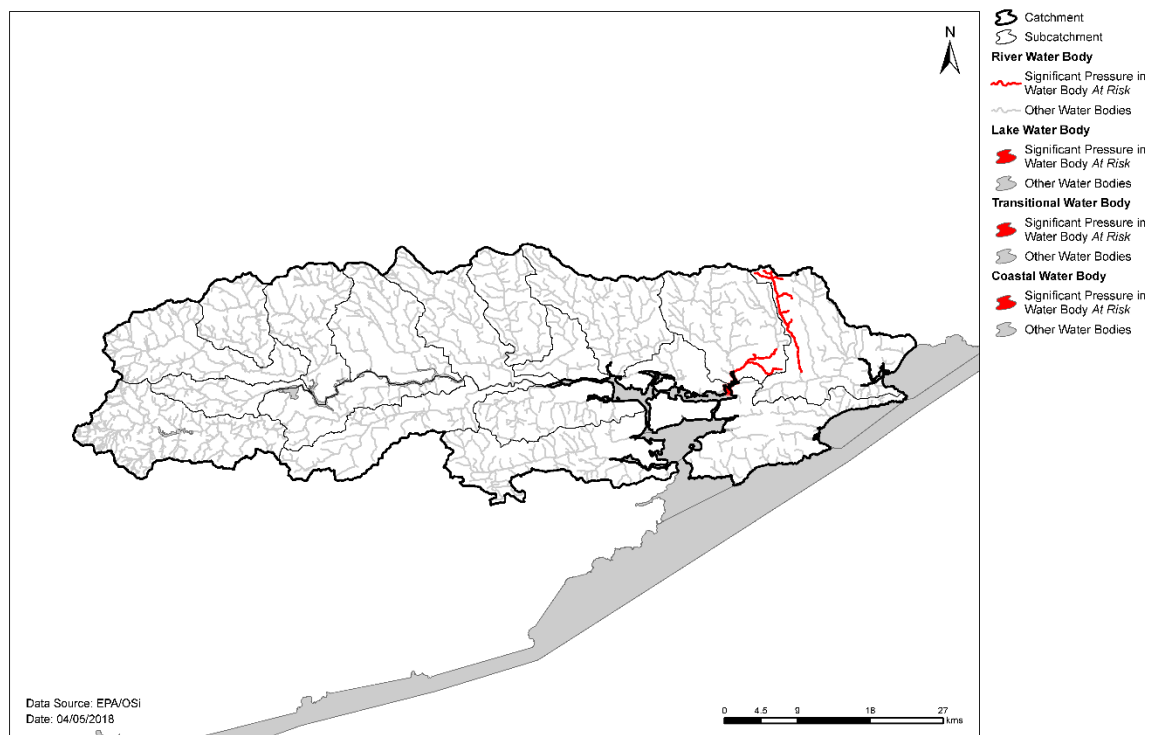 N
Catchment
Subcatchment
River Water Body
Significant Pressure in
Water Body At Risk
Other Water Bodies
Lake Water Body
Significant Pressure in
Water Body At Risk
Other Water Bodies
Transitional Water Body
Significant Pressure in
Water Body At Risk
Other Water Bodies
Coastal Water Body
Significant Pressure in
Water Body At Risk
Other Water Bodies
Data Source: EPA/OSi
Date: 04/05/2018
0 4.5 9 18 27
kms